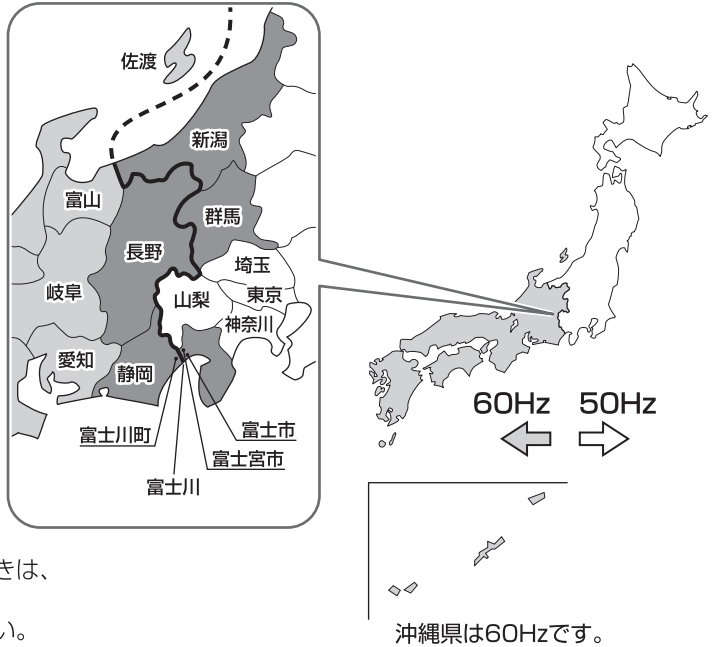 佐渡
新潟
富山
群馬
長野
埼玉
岐阜
山梨
東京
神奈川
愛知
静岡
富士川町
富士市
富士宮市
富士川
60Hz 50Hz
きは、
い。
沖縄県は60Hzです。